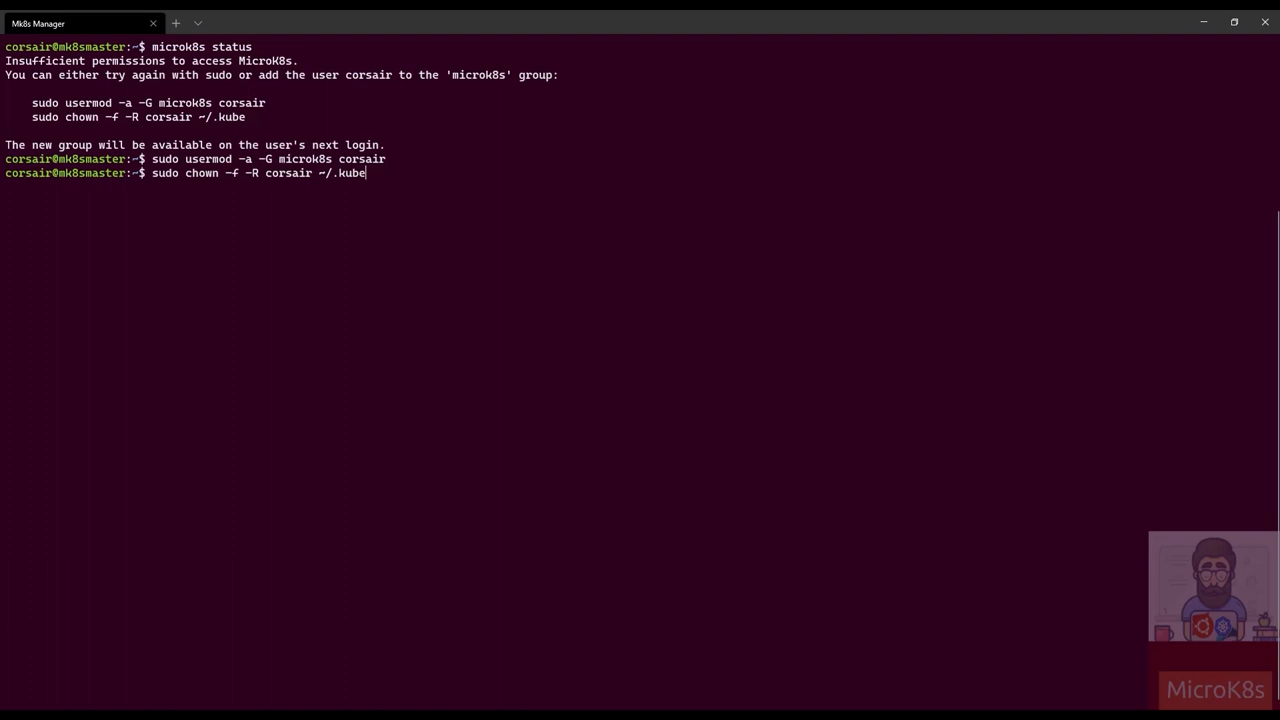 Mk8s Manager
corsair@mk8smaster:~$ microk8s status
Insufficient permissions to access MicroK8s.
You can either try again with sudo or add the user corsair to the 'microk8s' group:
    sudo usermod -a -G microk8s corsair
    sudo chown -f -R corsair ~/.kube
The new group will be available on the user's next login.
corsair@mk8smaster:~$ sudo usermod -a -G microk8s corsair
corsair@mk8smaster:~$ sudo chown -f -R corsair ~/.kube
MicroK8s